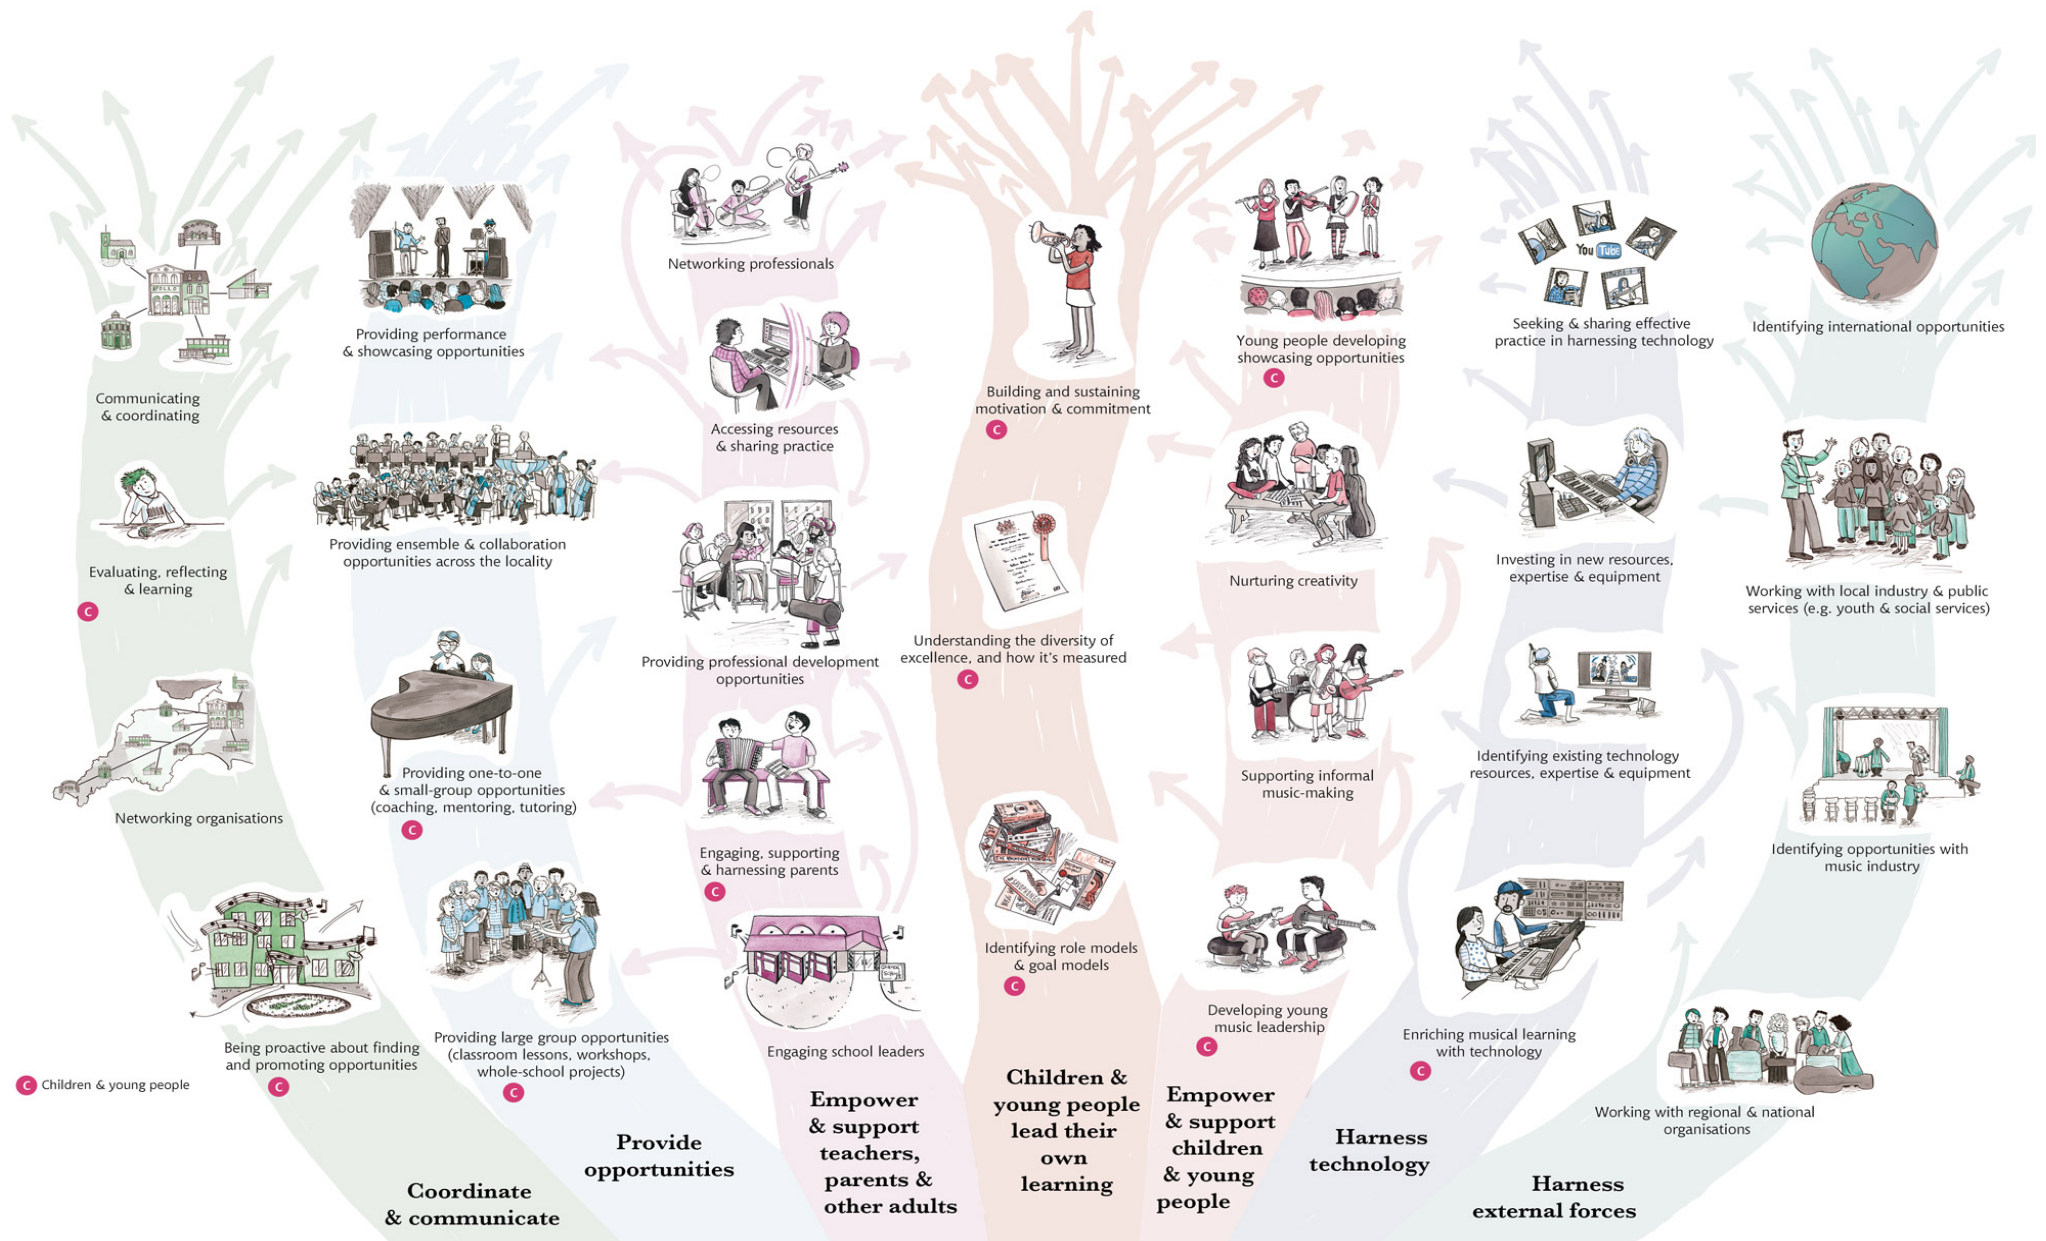 Communicating
& coordinating
Evaluating, reflecting
& learning
C
Networking organisations
Being proactive about finding
and promoting opportunities
C
C Children & young people
Coordinate
& communicate
Providing performance
& showcasing opportunities
Providing ensemble & collaboration
opportunities across the locality
Providing one-to-one
& small-group opportunities
(coaching, mentoring, tutoring)
C
Providing large group opportunities
(classroom lessons, workshops,
whole-school projects)
C
Provide
opportunities
Networking professionals
Accessing resources
& sharing practice
Providing professional development
opportunities
Engaging, supporting
& harnessing parents
C
Engaging school leaders
Empower
& support
teachers,
parents &
other adults
Building and sustaining
motivation & commitment
C
Understanding the diversity of
excellence, and how it's measured
C
Identifying role models
& goal models
C
Children &
young people
lead their
own
learning
Young people developing
showcasing opportunities
C
Nurturing creativity
Supporting informal
music-making
Developing young
music leadership
C
Empower
& support
children
& young
people
You Tube
Seeking & sharing effective
practice in harnessing technology
Investing in new resources,
expertise & equipment
Identifying existing technology
resources, expertise & equipment
Enriching musical learning
with technology
C
Harness
technology
Identifying international opportunities
Working with local industry & public
services (e.g. youth & social services)
Identifying opportunities with
music industry
Working with regional & national
organisations
Harness
external forces